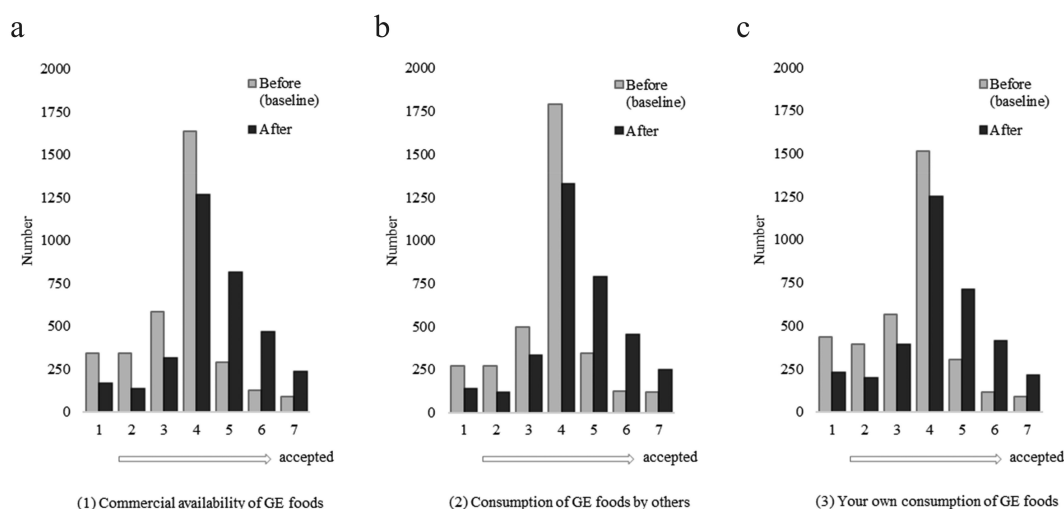 a
2000
1750
1500
1250
1000
750
500
250
0
Number
Before
(baseline)
After
1 2 3 4 5 6 7
accepted
(1) Commercial availability of GE foods
b
2000
1750
1500
1250
1000
750
500
250
0
Number
Before
(baseline)
After
1 2 3 4 5 6 7
accepted
(2) Consumption of GE foods by others
c
2000
1750
1500
1250
1000
750
500
250
0
Number
Before
(baseline)
After
1 2 3 4 5 6 7
accepted
(3) Your own consumption of GE foods